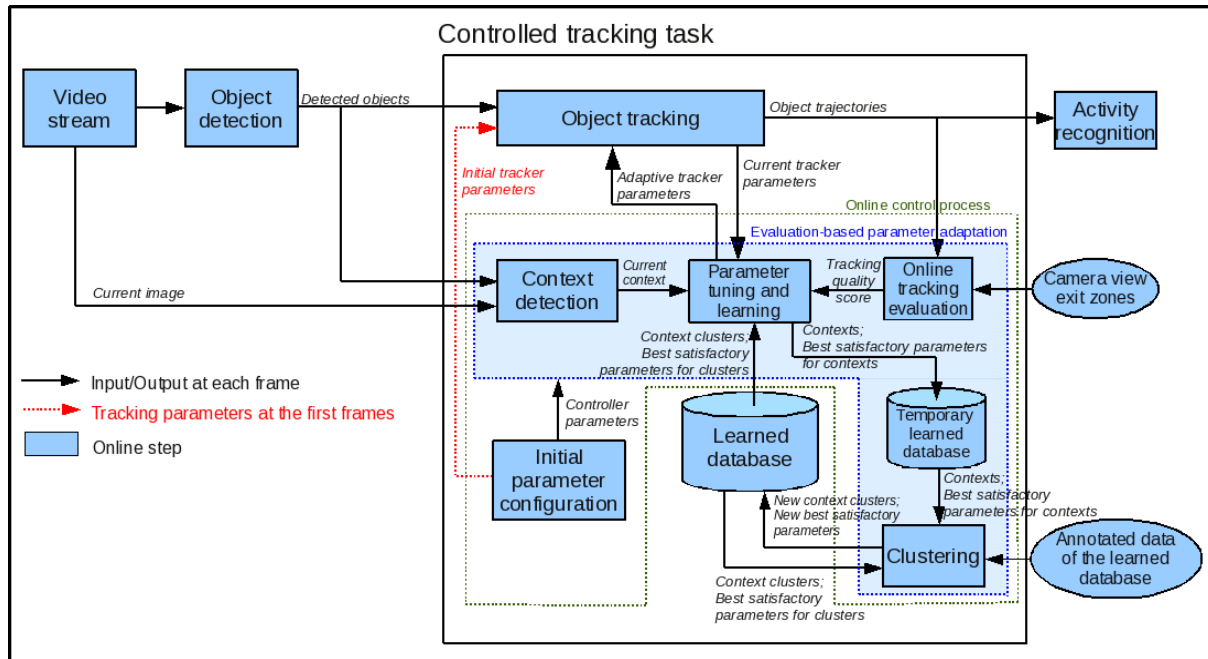 Controlled tracking task
Video
stream
Object
detection
Detected objects
Object tracking
Object trajectories
Activity
recognition
Initial tracker
parameters
Adaptive tracker
parameters
Current tracker
parameters
Online control process
Evaluation-based parameter adaptation
Current image
Context
detection
Current
context
Parameter
tuning and
learning
Tracking
quality
score
Online
tracking
evaluation
Camera view
exit zones
Context clusters;
Best satisfactory
parameters for clusters
Contexts;
Best satisfactory parameters
for contexts
Input/Output at each frame
Tracking parameters at the first frames
Online step
Controller
parameters
Initial
parameter
configuration
Learned
database
Temporary
learned
database
Contexts;
Best satisfactory
parameters for contexts
New context clusters;
New best satisfactory
parameters
Clustering
Annotated data
of the learned
database
Context clusters;
Best satisfactory
parameters for clusters